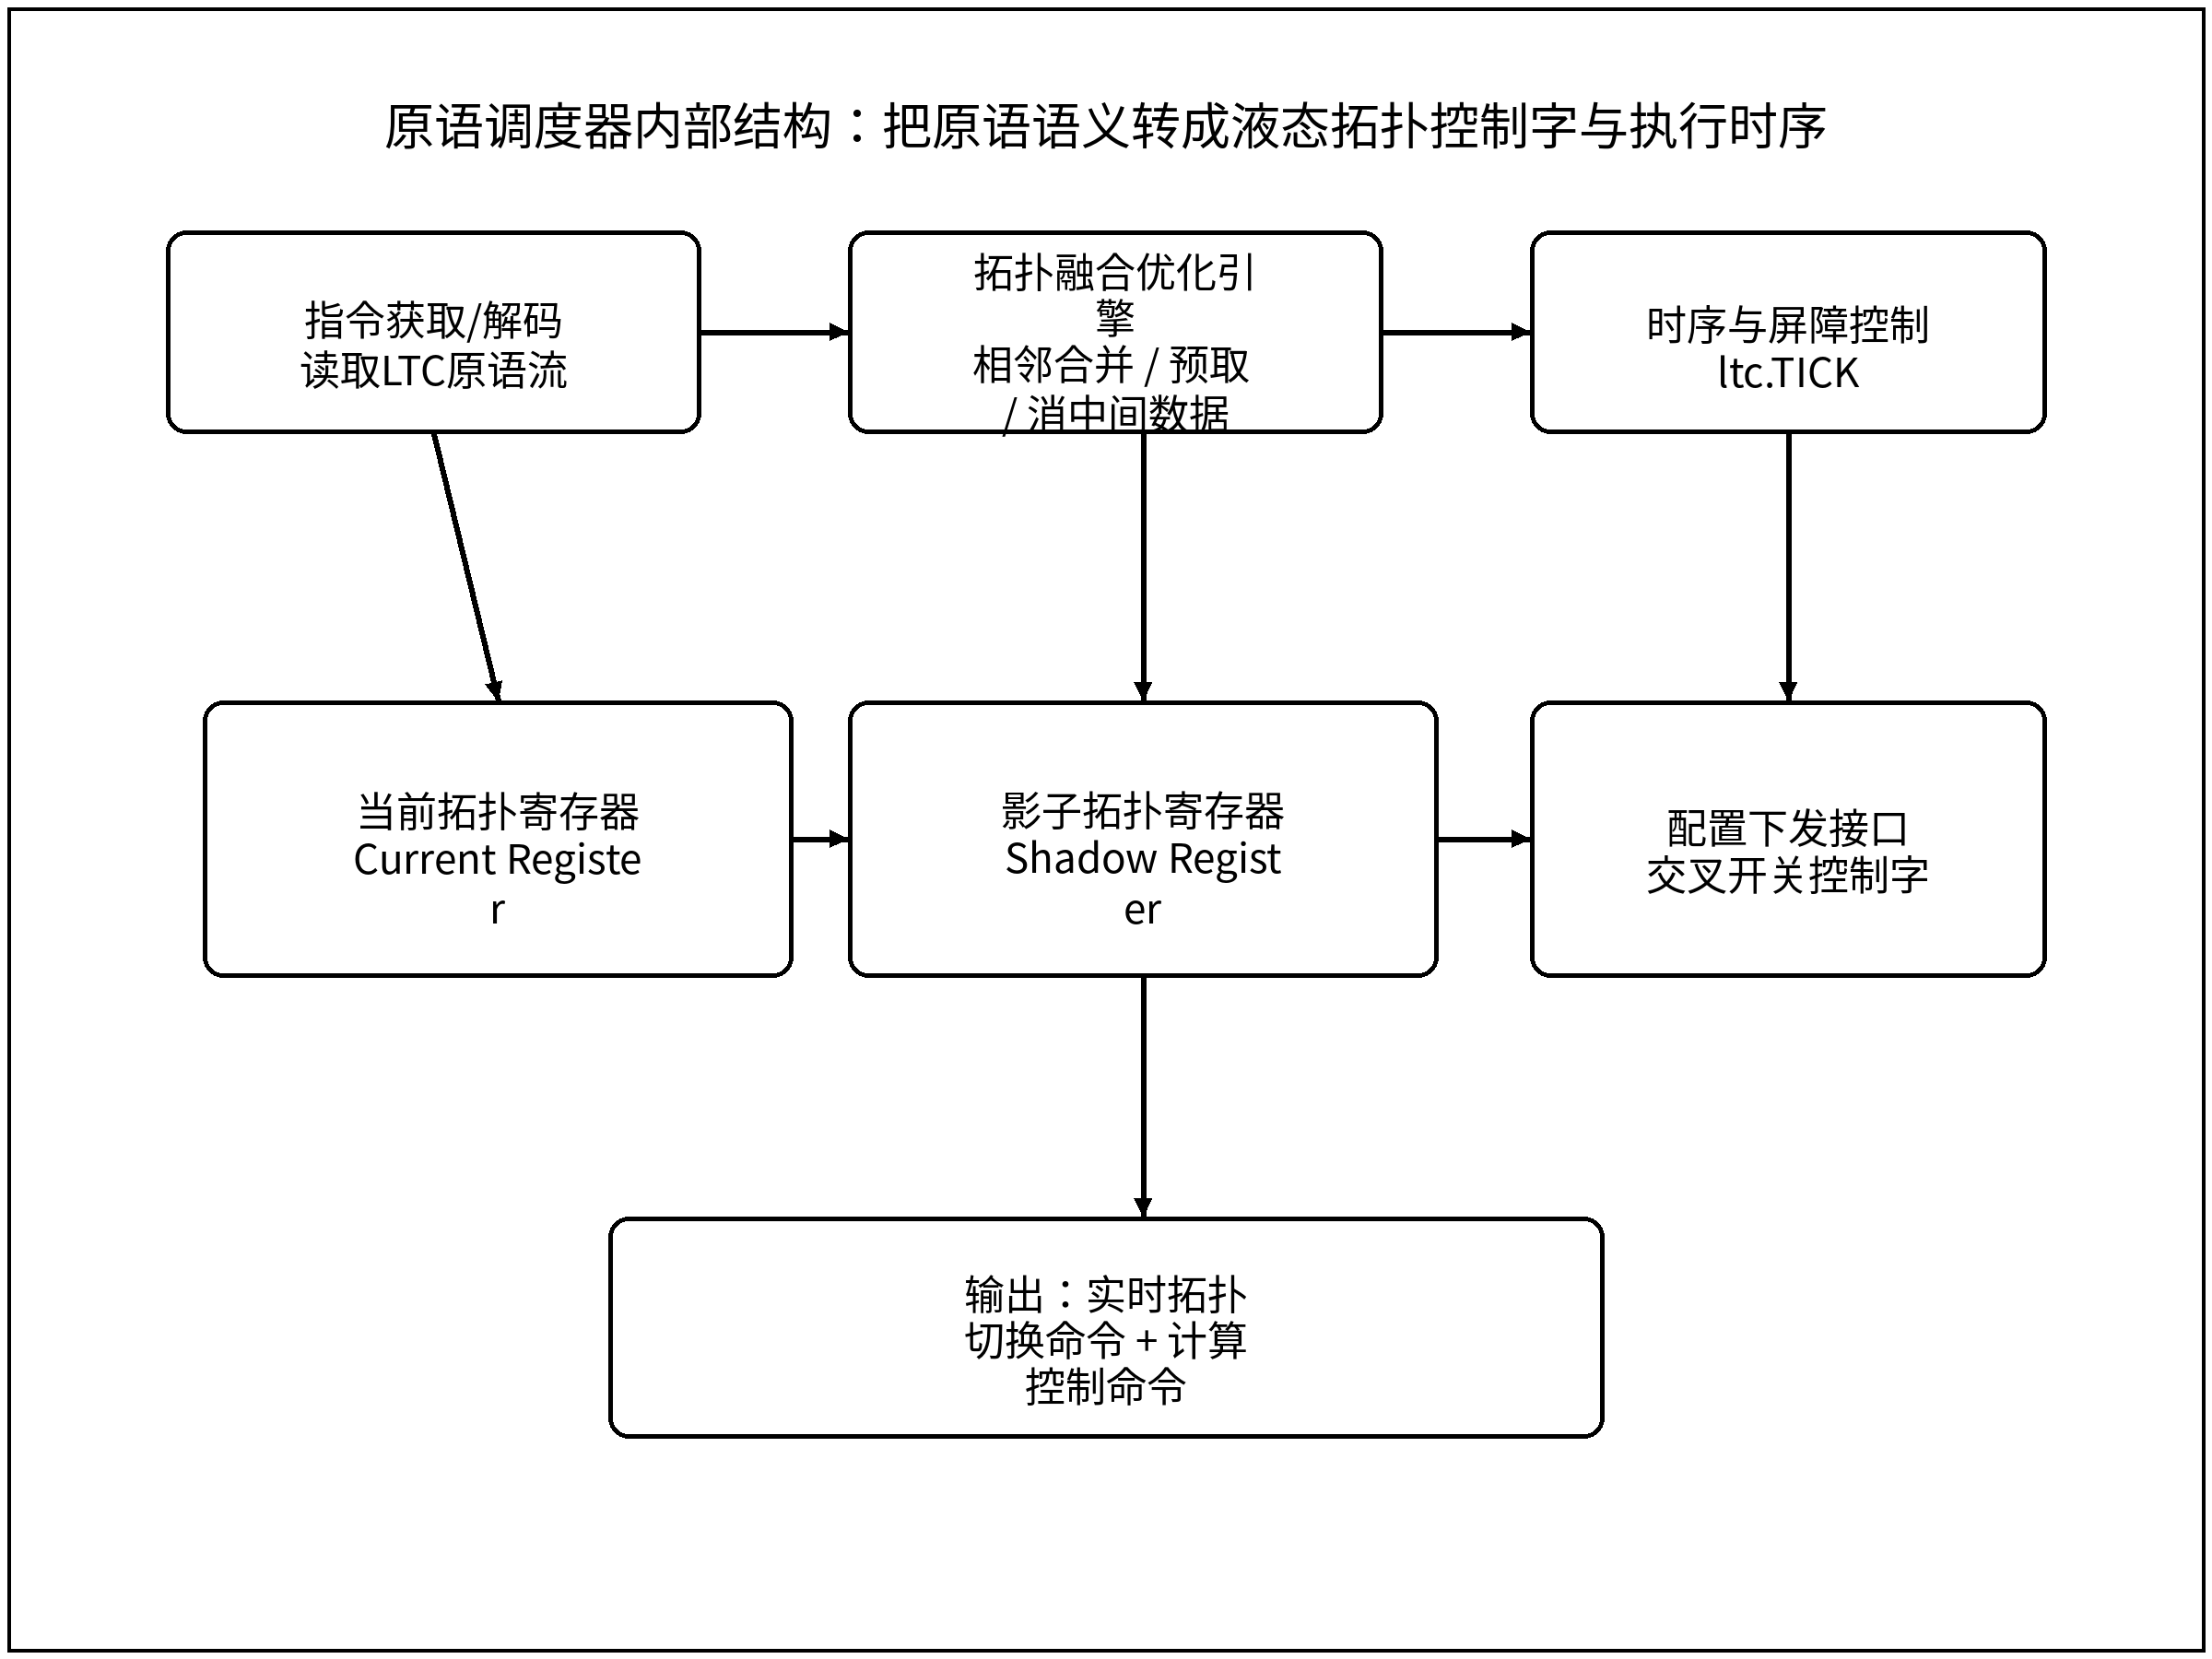 原语调度器内部结构：把原语语义转成液态拓扑控制字与执行时序
指令获取/解码
读取LTC原语流
拓扑融合优化引
擎
相邻合并 / 预取
/ 消中间数据
时序与屏障控制
ltc.TICK
当前拓扑寄存器
Current Registe
r
影子拓扑寄存器
Shadow Regist
er
配置下发接口
交叉开关控制字
输出：实时拓扑
切换命令 + 计算
控制命令